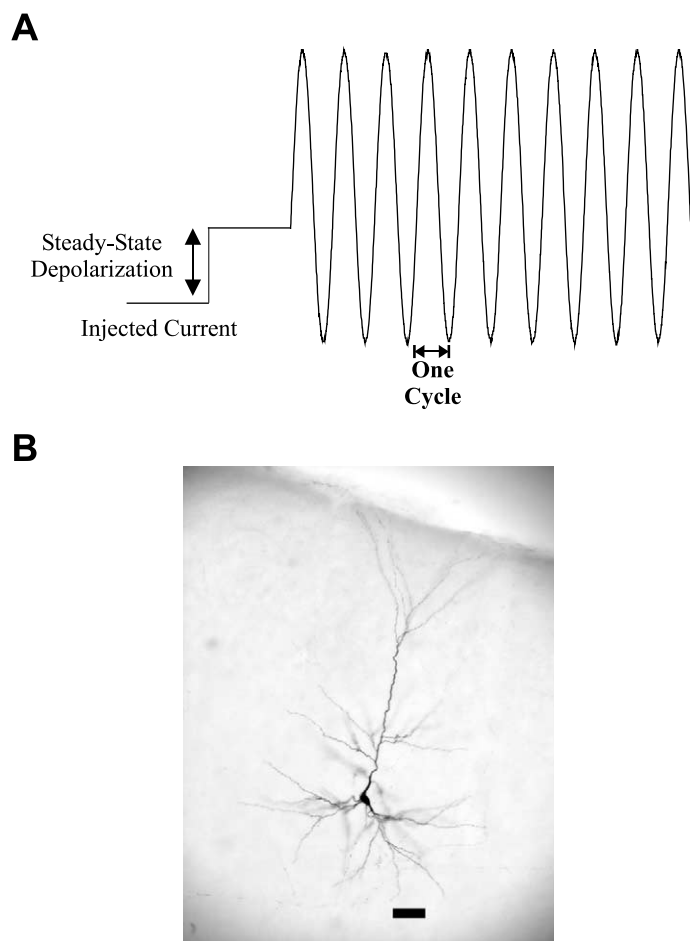 A
Steady-State
Depolarization
Injected Current
One
Cycle
B